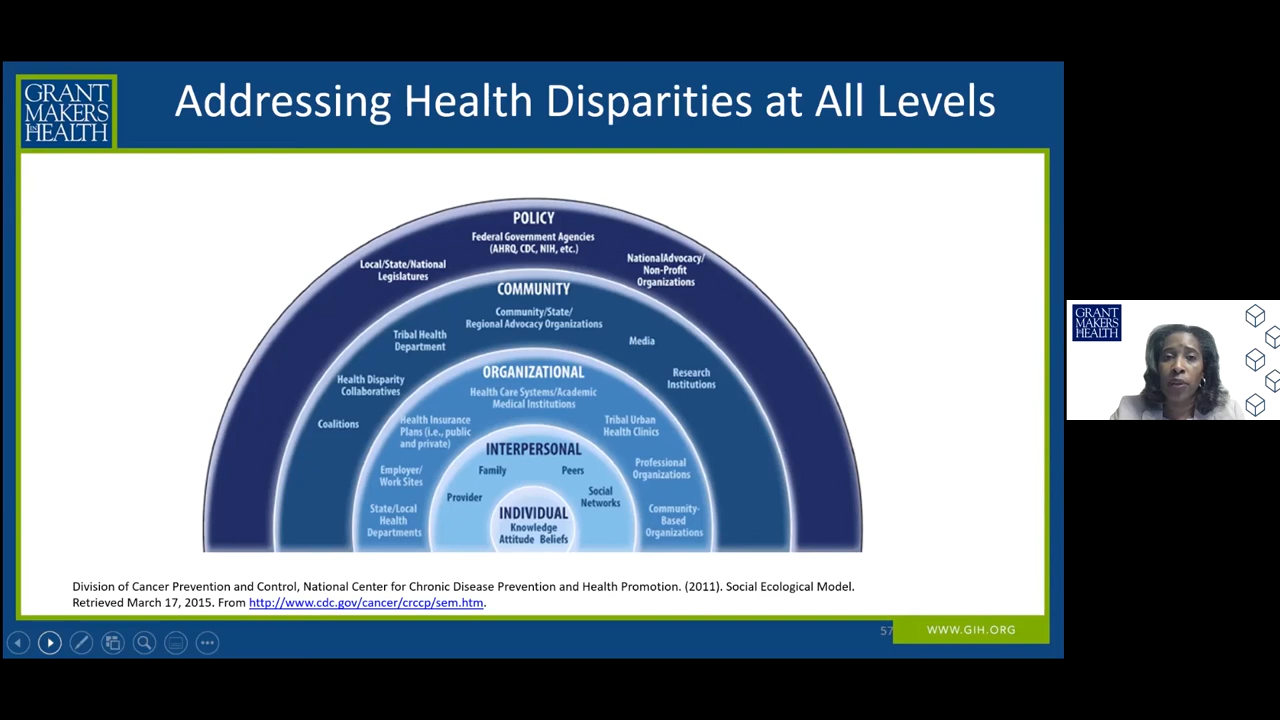 GRANT
MAKERS
IN HEALTH
Addressing Health Disparities at All Levels
POLICY
Federal Government Agencies
(AHRQ, CDC, NIH, etc.)
Local/State/National
Legislatures
NationalAdvocacy/
Non-Profit
Organizations
COMMUNITY
Community/State/
Regional Advocacy Organizations
Tribal Health
Department
Media
Health Disparity
Collaboratives
Research
Institutions
Coalitions
ORGANIZATIONAL
Health Care Systems/Academic
Medical Institutions
Health Insurance
Plans (i.e., public
and private)
Tribal Urban
Health Clinics
Employer/
Work Sites
Professional
Organizations
State/Local
Health
Departments
Community-
Based
Organizations
INTERPERSONAL
Family
Peers
Provider
Social
Networks
INDIVIDUAL
Knowledge
Attitude Beliefs
Division of Cancer Prevention and Control, National Center for Chronic Disease Prevention and Health Promotion. (2011). Social Ecological Model.
Retrieved March 17, 2015. From http://www.cdc.gov/cancer/crccp/sem.htm.
57
WWW.GIH.ORG
GRANT
MAKERS
IN HEALTH